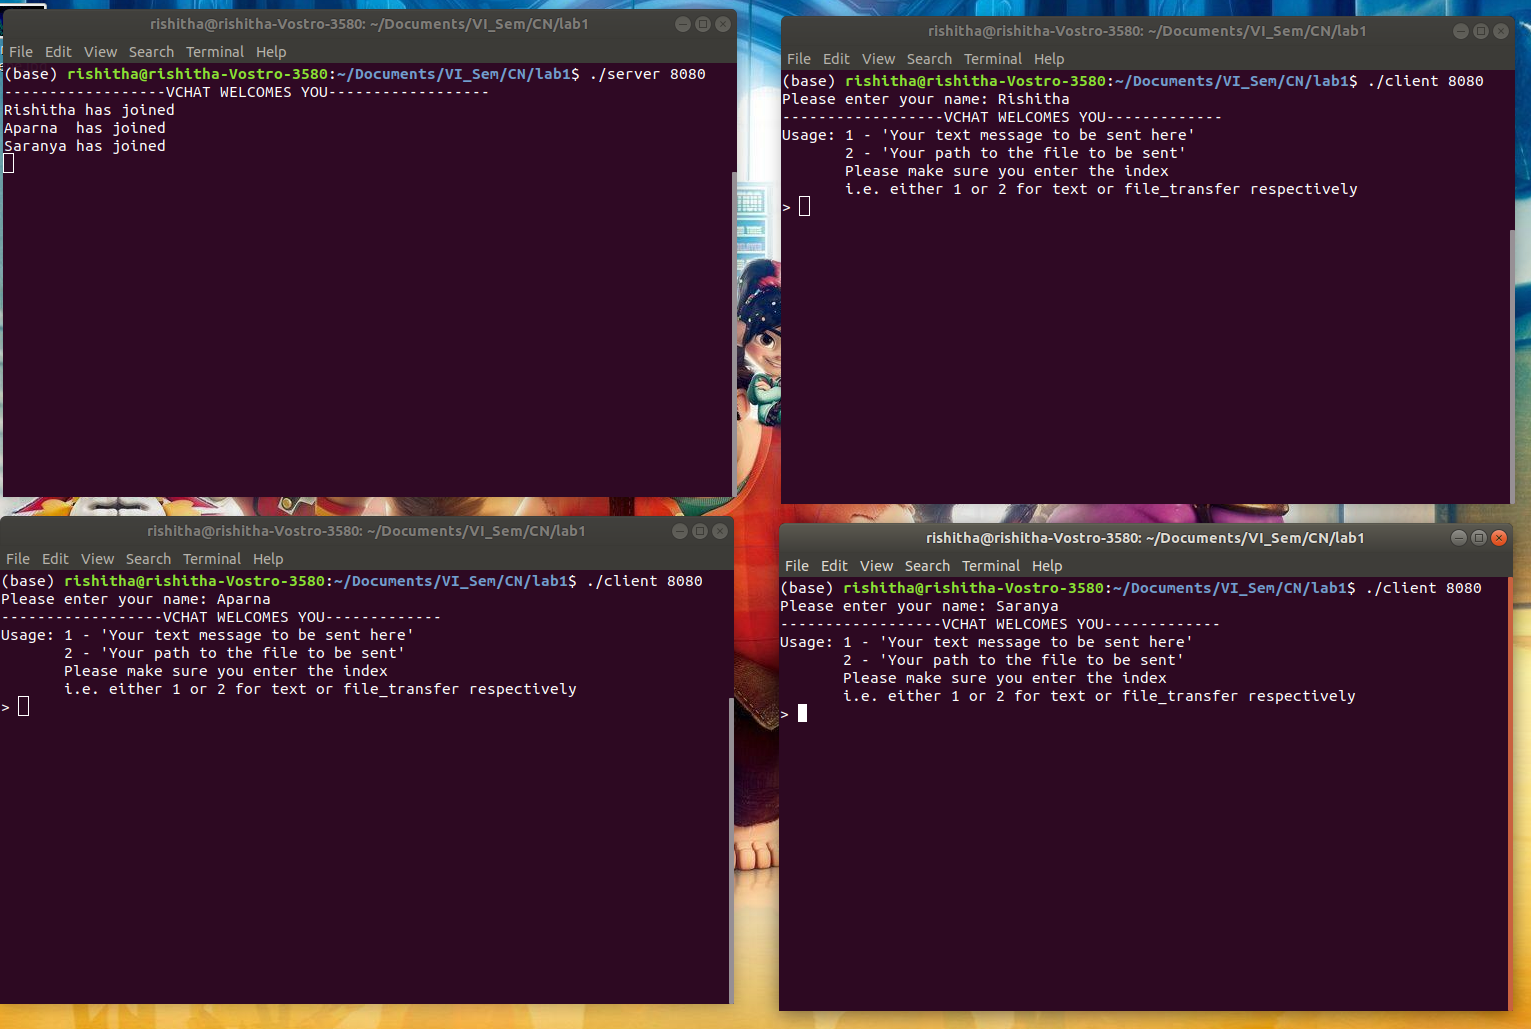 rishitha@rishitha-Vostro-3580: ~/Documents/VI_Sem/CN/lab1
File Edit View Search Terminal Help
(base) rishitha@rishitha-Vostro-3580:~/Documents/VI_Sem/CN/lab1$ ./server 8080
------------------VCHAT WELCOMES YOU------------------
Rishitha has joined
Aparna  has joined
Saranya has joined
rishitha@rishitha-Vostro-3580: ~/Documents/VI_Sem/CN/lab1
File Edit View Search Terminal Help
(base) rishitha@rishitha-Vostro-3580:~/Documents/VI_Sem/CN/lab1$ ./client 8080
Please enter your name: Rishitha
------------------VCHAT WELCOMES YOU-------------
Usage: 1 - 'Your text message to be sent here'
       2 - 'Your path to the file to be sent'
       Please make sure you enter the index
       i.e. either 1 or 2 for text or file_transfer respectively
>
rishitha@rishitha-Vostro-3580: ~/Documents/VI_Sem/CN/lab1
File Edit View Search Terminal Help
(base) rishitha@rishitha-Vostro-3580:~/Documents/VI_Sem/CN/lab1$ ./client 8080
Please enter your name: Aparna
------------------VCHAT WELCOMES YOU-------------
Usage: 1 - 'Your text message to be sent here'
       2 - 'Your path to the file to be sent'
       Please make sure you enter the index
       i.e. either 1 or 2 for text or file_transfer respectively
>
rishitha@rishitha-Vostro-3580: ~/Documents/VI_Sem/CN/lab1
File Edit View Search Terminal Help
(base) rishitha@rishitha-Vostro-3580:~/Documents/VI_Sem/CN/lab1$ ./client 8080
Please enter your name: Saranya
------------------VCHAT WELCOMES YOU-------------
Usage: 1 - 'Your text message to be sent here'
       2 - 'Your path to the file to be sent'
       Please make sure you enter the index
       i.e. either 1 or 2 for text or file_transfer respectively
>